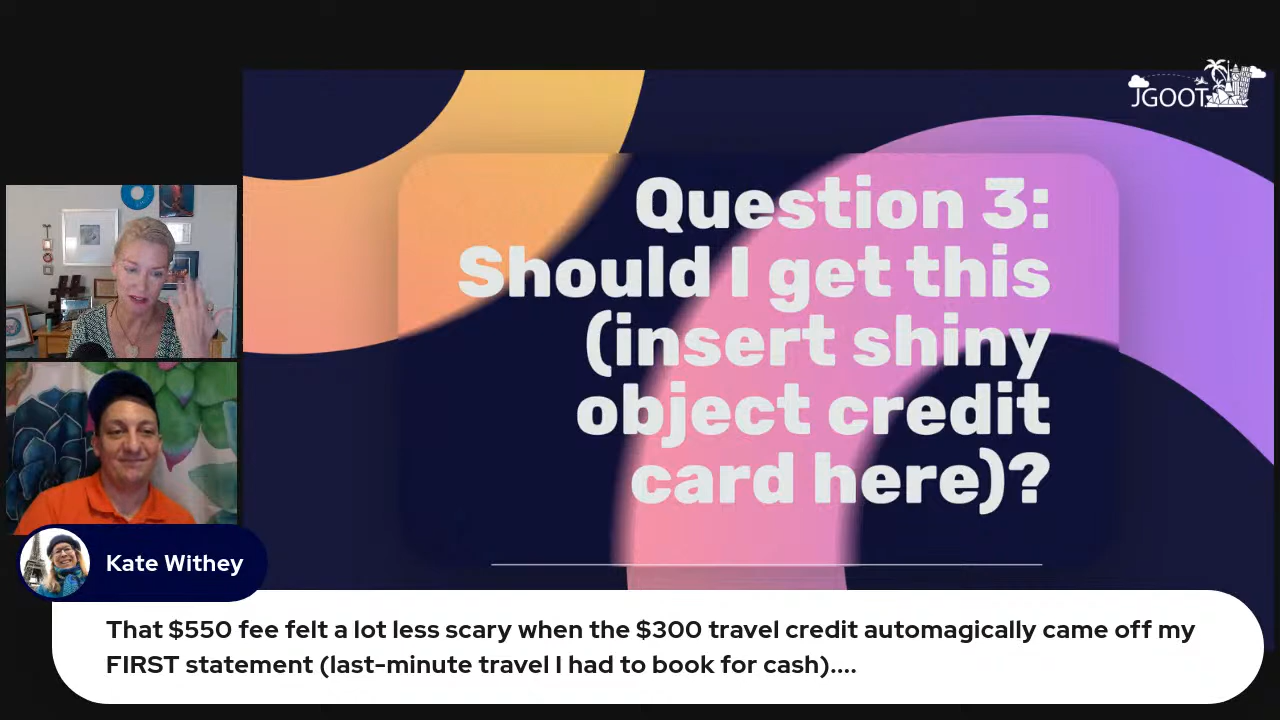 JGOOT
Question 3:
Should I get this
(insert shiny
object credit
card here)?
Kate Withey
That $550 fee felt a lot less scary when the $300 travel credit automagically came off my
FIRST statement (last-minute travel I had to book for cash)....